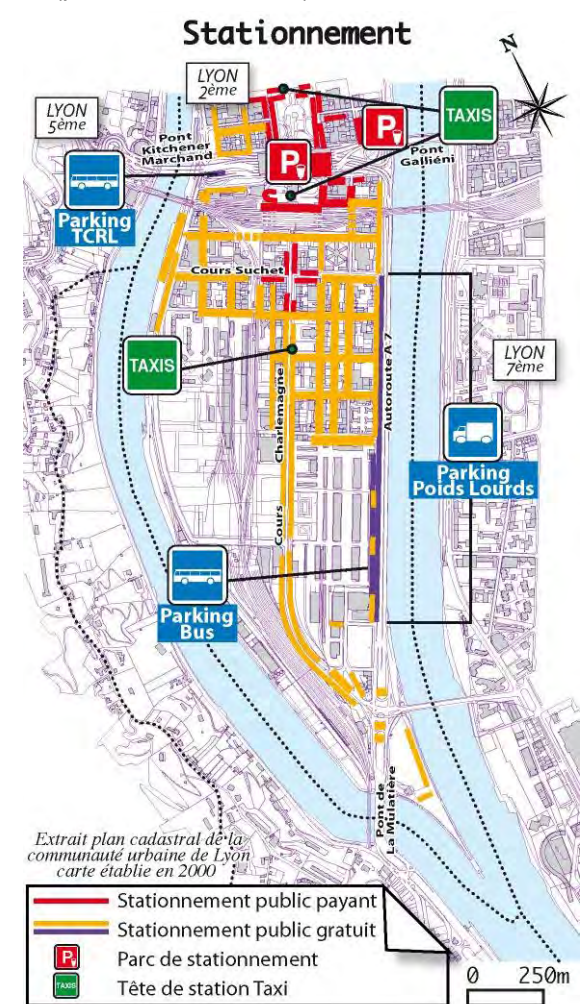 Stationnement
N
LYON
2ème
LYON
5ème
TAXIS
Pont
Kitchener
Marchand
P
P
Pont
Galliéni
Parking
TCRL
Cours Suchet
TAXIS
Charlemagne
Cours
Autoroute A 7
LYON
7ème
Parking
Poids Lourds
Parking
Bus
Pont de
La Mulatière
Extrait plan cadastral de la
communauté urbaine de Lyon
carte établie en 2000
Stationnement public payant
Stationnement public gratuit
P Parc de stationnement
TAXIS Tête de station Taxi
0 250m